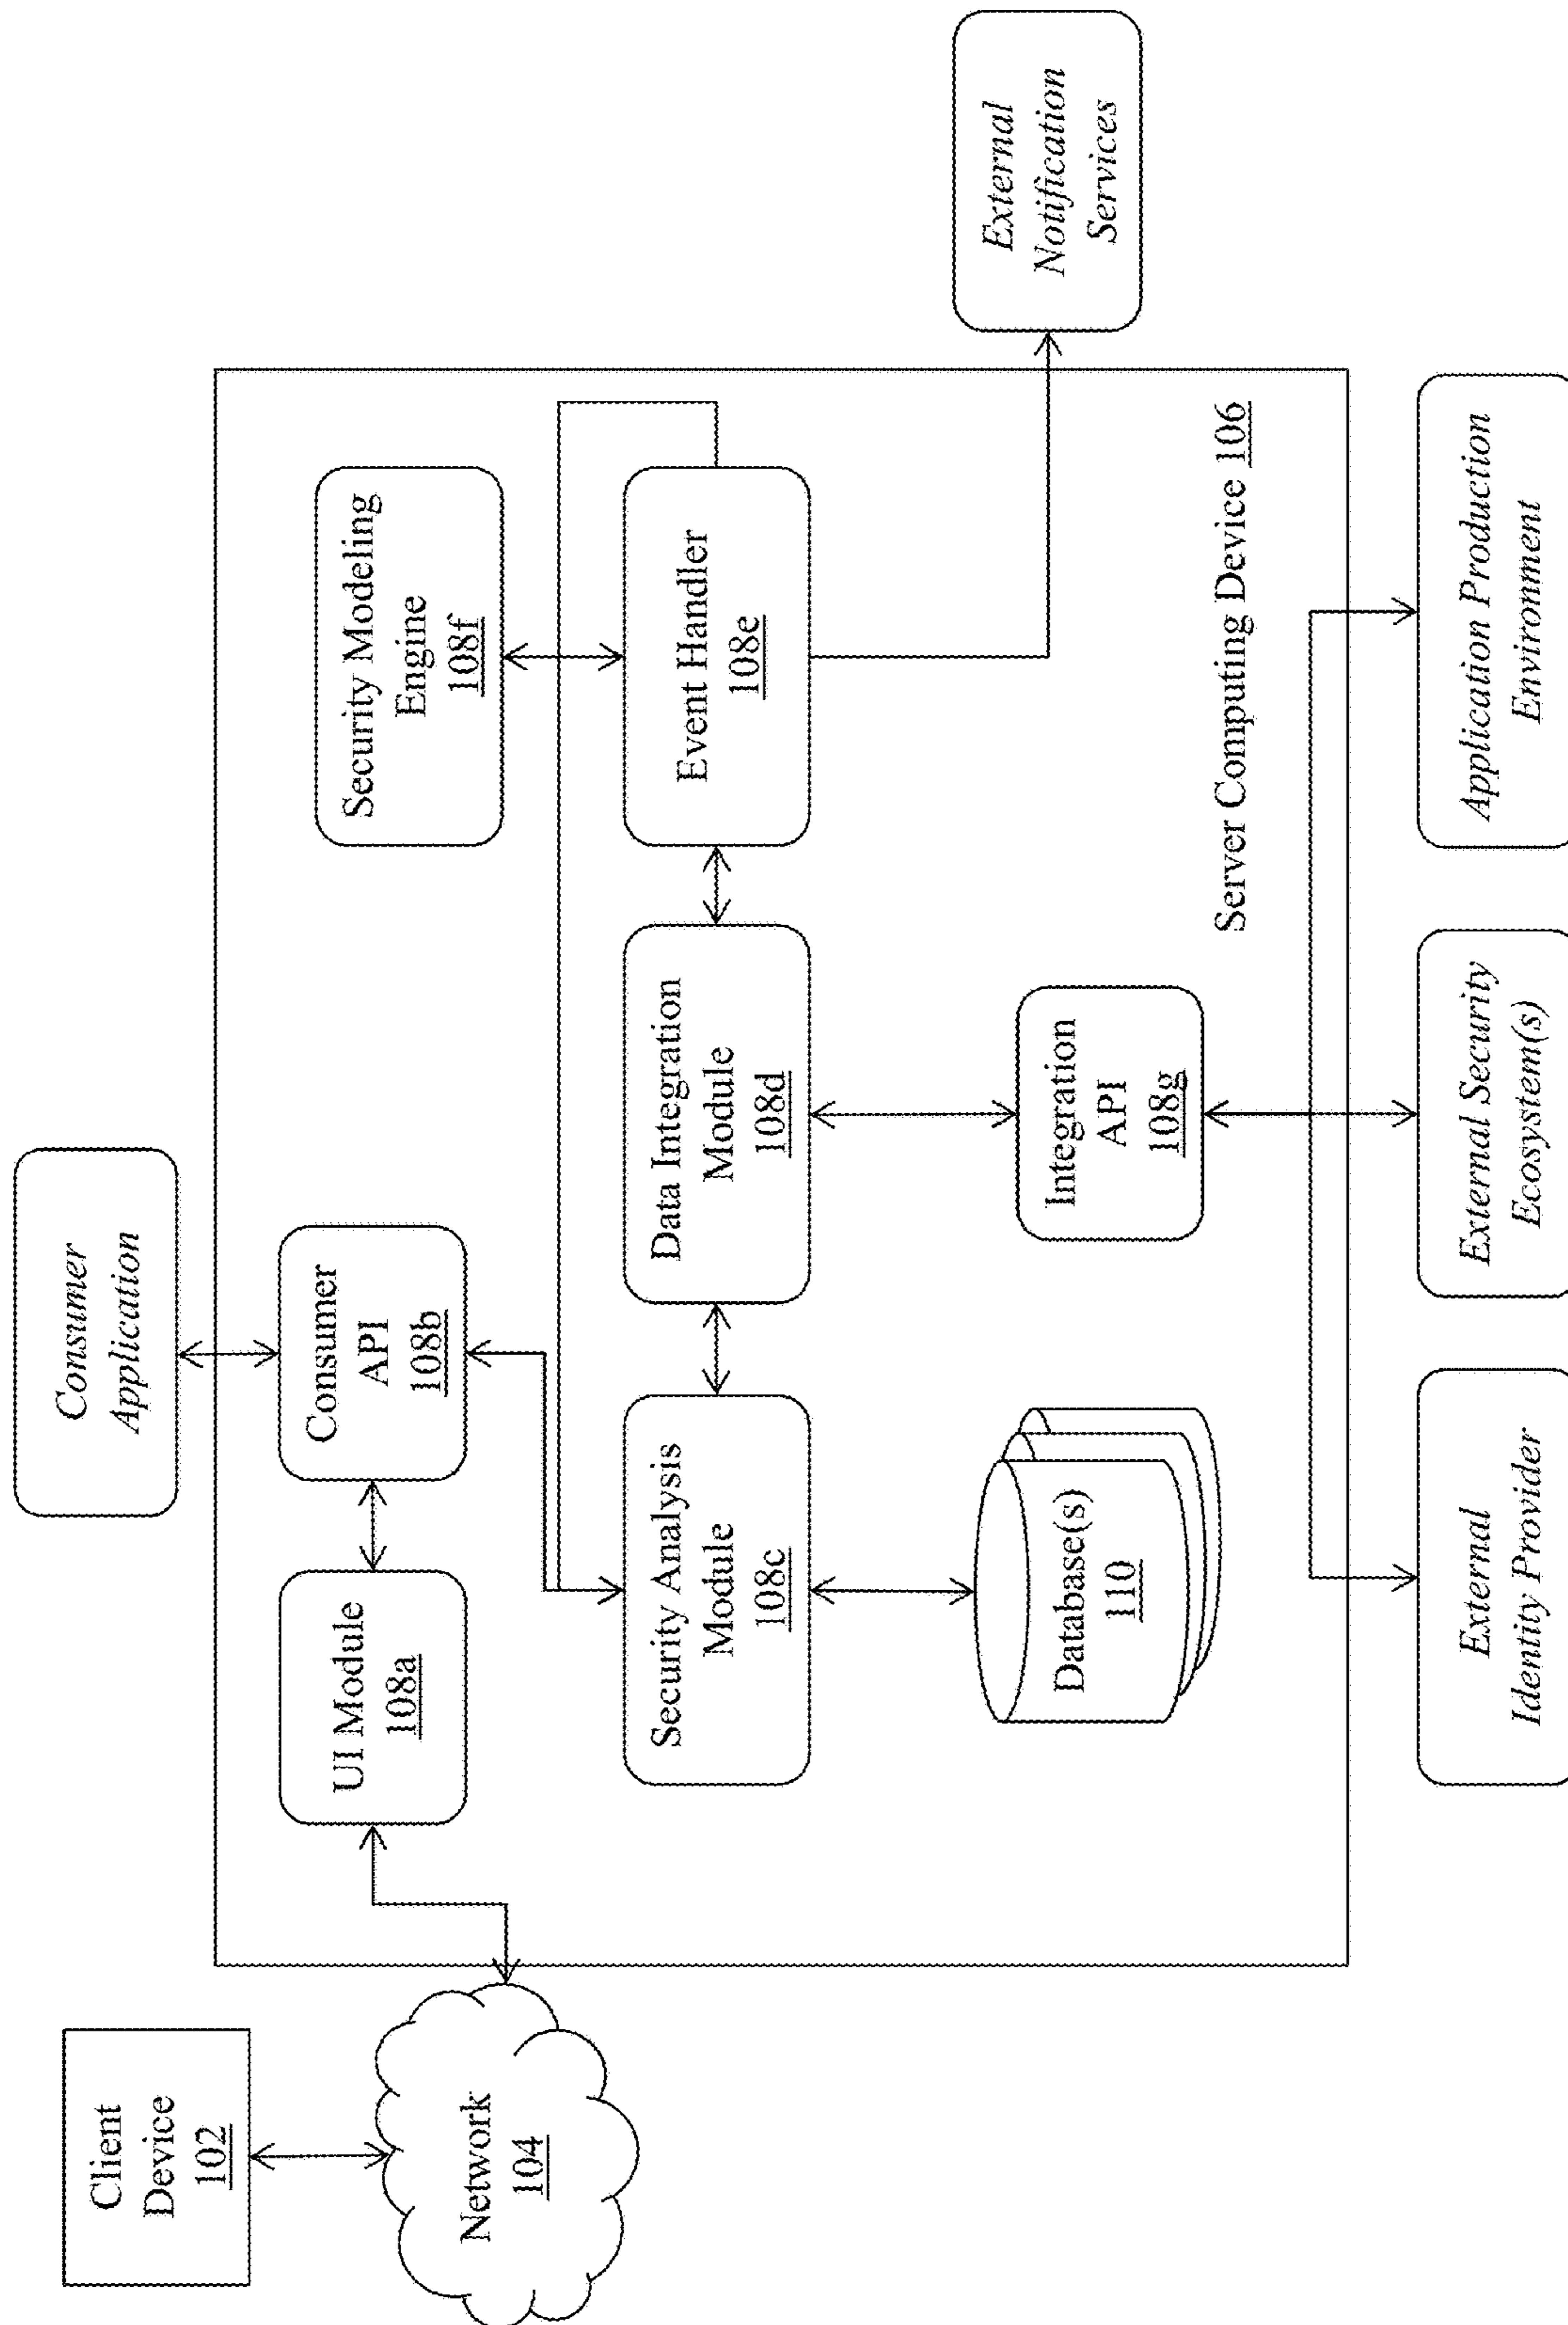 Client
Device
102
Network
104
Consumer
Application
UI Module
108a
Consumer
API
108b
Security Modeling
Engine
108f
Security Analysis
Module
108c
Data Integration
Module
108d
Event Handler
108e
Database(s)
110
Integration
API
108g
External
Notification
Services
Server Computing Device 106
External
Identity Provider
External Security
Ecosystem(s)
Application Production
Environment